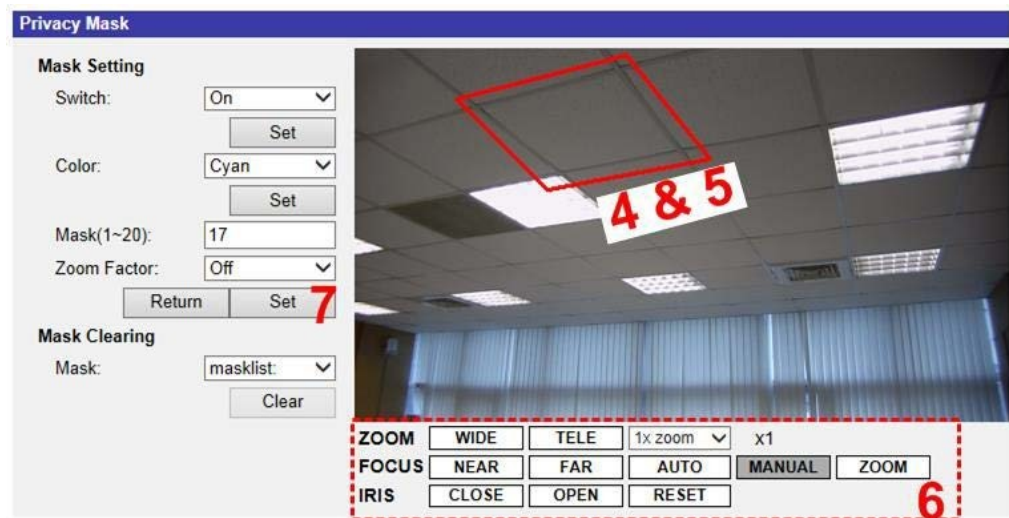 Privacy Mask
Mask Setting
Switch: On
Set
Color: Cyan
Set
Mask(1~20): 17
Zoom Factor: Off
Return Set 7
Mask Clearing
Mask: masklist:
Clear
4 & 5
ZOOM WIDE TELE 1x zoom x1
FOCUS NEAR FAR AUTO MANUAL ZOOM
IRIS CLOSE OPEN RESET 6